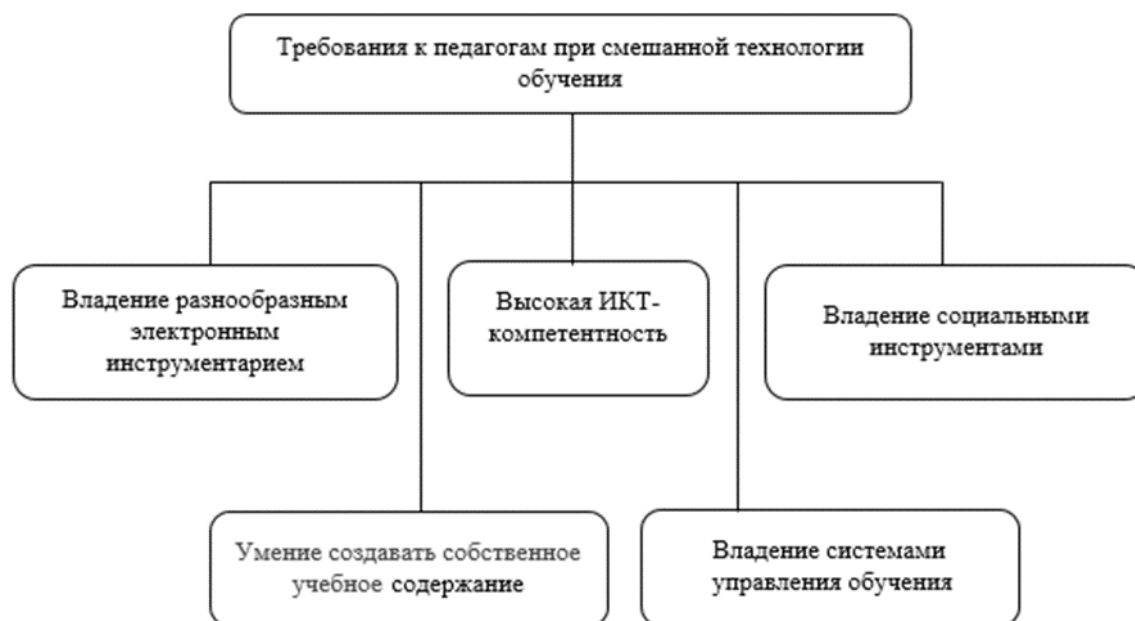 Требования к педагогам при смешанной технологии
обучения
Владение разнообразным
электронным
инструментарием
Высокая ИКТ-
компетентность
Владение социальными
инструментами
Умение создавать собственное
учебное содержание
Владение системами
управления обучения